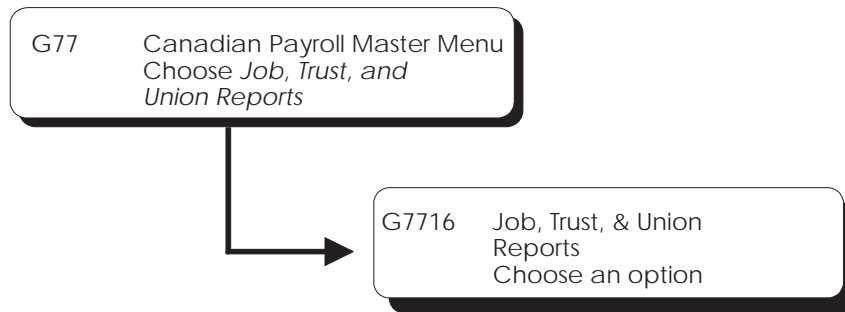 G77 Canadian Payroll Master Menu
Choose Job, Trust, and
Union Reports
G7716 Job, Trust, & Union
Reports
Choose an option